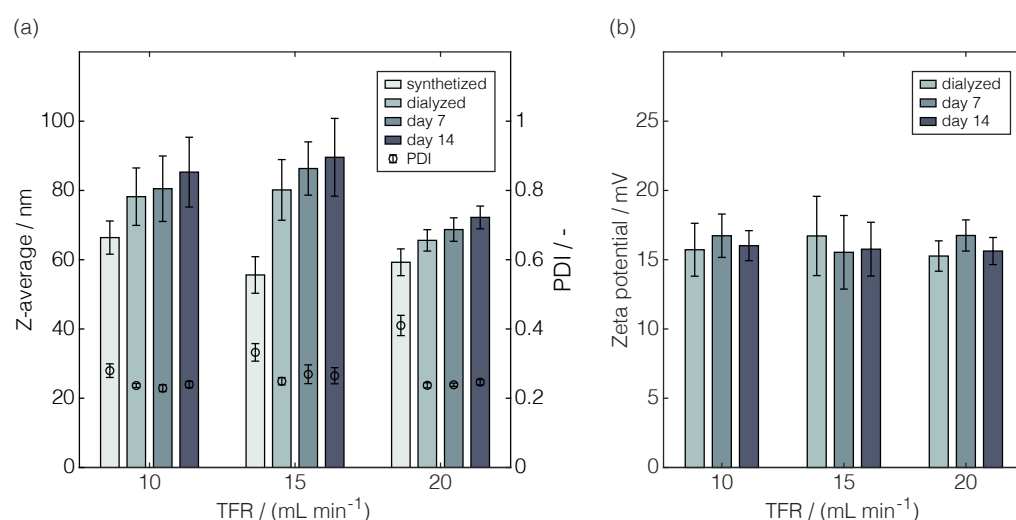 (a)
Z-average / nm
0
20
40
60
80
100
synthetized
dialyzed
day 7
day 14
PDI
0
0.2
0.4
0.6
0.8
1
PDI / -
10
15
20
TFR / (mL min⁻¹)
(b)
Zeta potential / mV
0
5
10
15
20
25
dialyzed
day 7
day 14
10
15
20
TFR / (mL min⁻¹)